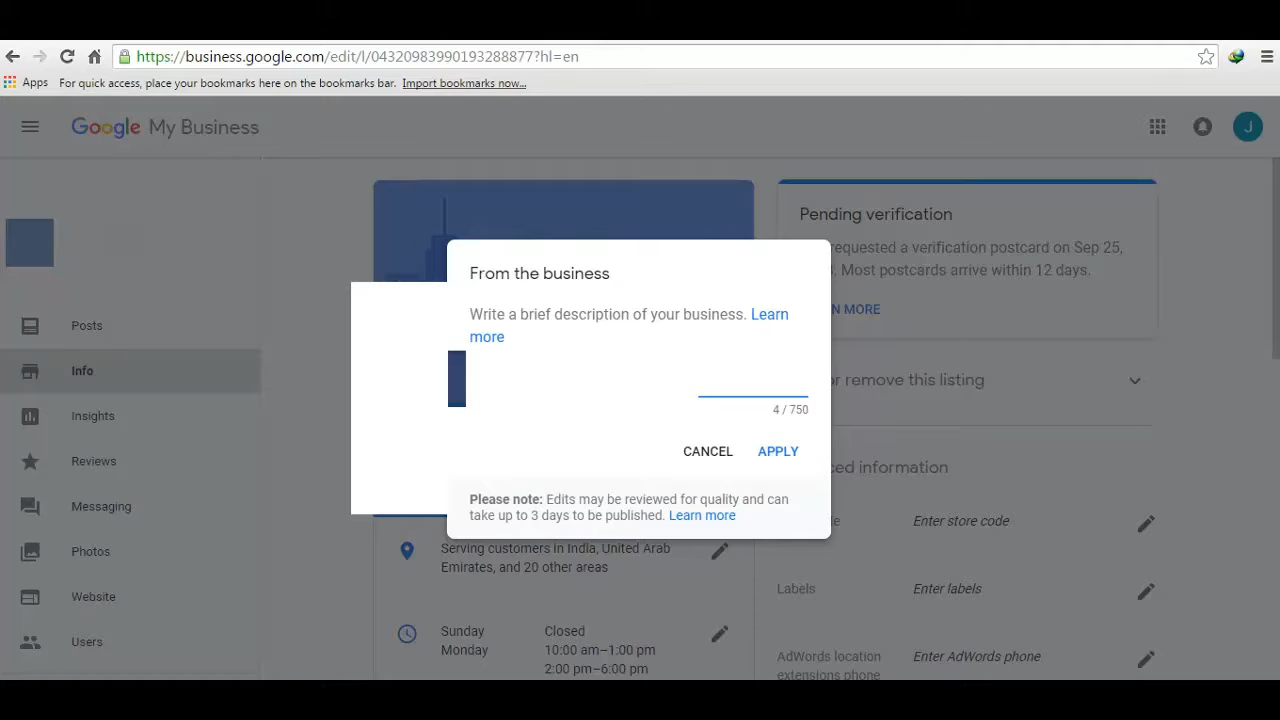 https://business.google.com/edit/l/04320983990193288877?hl=en
Apps For quick access, place your bookmarks here on the bookmarks bar. Import bookmarks now...
Google My Business
J
Posts
Info
Insights
Reviews
Messaging
Photos
Website
Users
From the business
Write a brief description of your business. Learn
more
4 / 750
CANCEL APPLY
Please note: Edits may be reviewed for quality and can
take up to 3 days to be published. Learn more
Serving customers in India, United Arab
Emirates, and 20 other areas
Sunday Closed
Monday 10:00 am–1:00 pm
2:00 pm–6:00 pm
Pending verification
requested a verification postcard on Sep 25,
. Most postcards arrive within 12 days.
MORE
or remove this listing
information
Enter store code
Labels Enter labels
AdWords location Enter AdWords phone
extensions phone